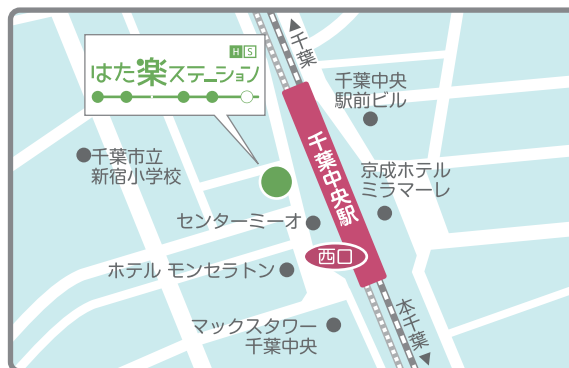 ▲千葉
HS
はた楽ステーション
千葉中央
駅前ビル
千葉市立
新宿小学校
千葉中央駅
京成ホテル
ミラマーレ
センターミーオ
西口
ホテル モンセラトン
マックスタワー
千葉中央
本千葉▼